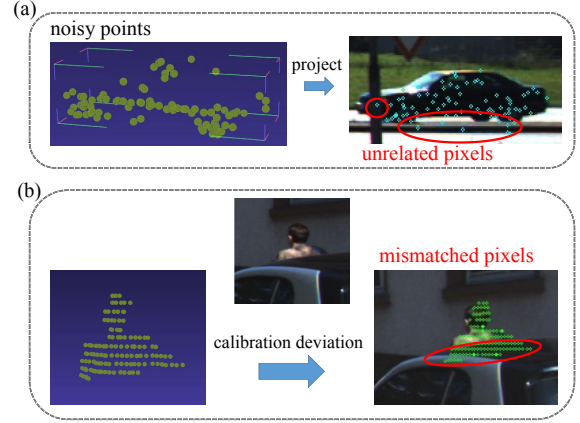 (a)
noisy points
project
unrelated pixels
(b)
mismatched pixels
calibration deviation